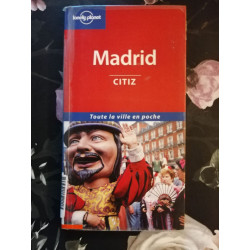 lonely planet
Madrid
CITIZ
Toute la ville en poche